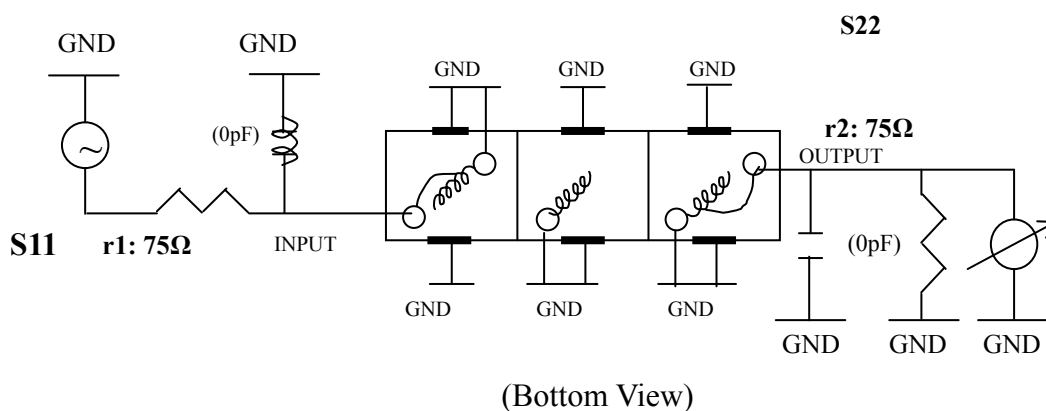 S22
GND
GND
GND
GND
GND
(0pF)
r2: 75Ω
OUTPUT
S11
r1: 75Ω
INPUT
(0pF)
GND
GND
GND
GND
GND
GND
(Bottom View)